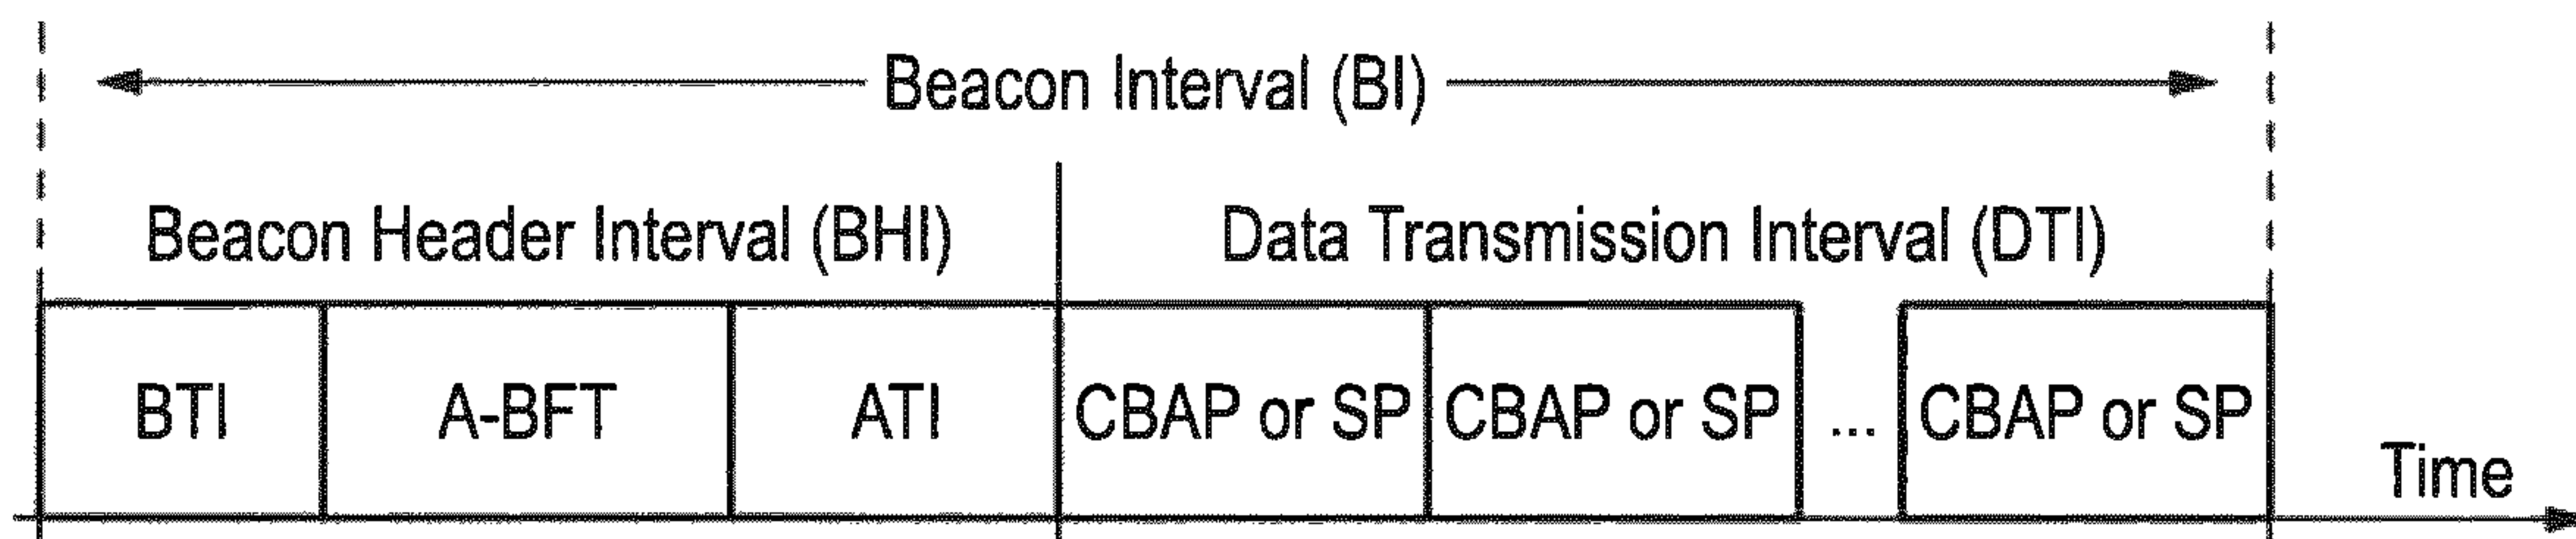 Beacon Interval (BI)
Beacon Header Interval (BHI) Data Transmission Interval (DTI)
BTI A-BFT ATI CBAP or SP CBAP or SP ... CBAP or SP
Time